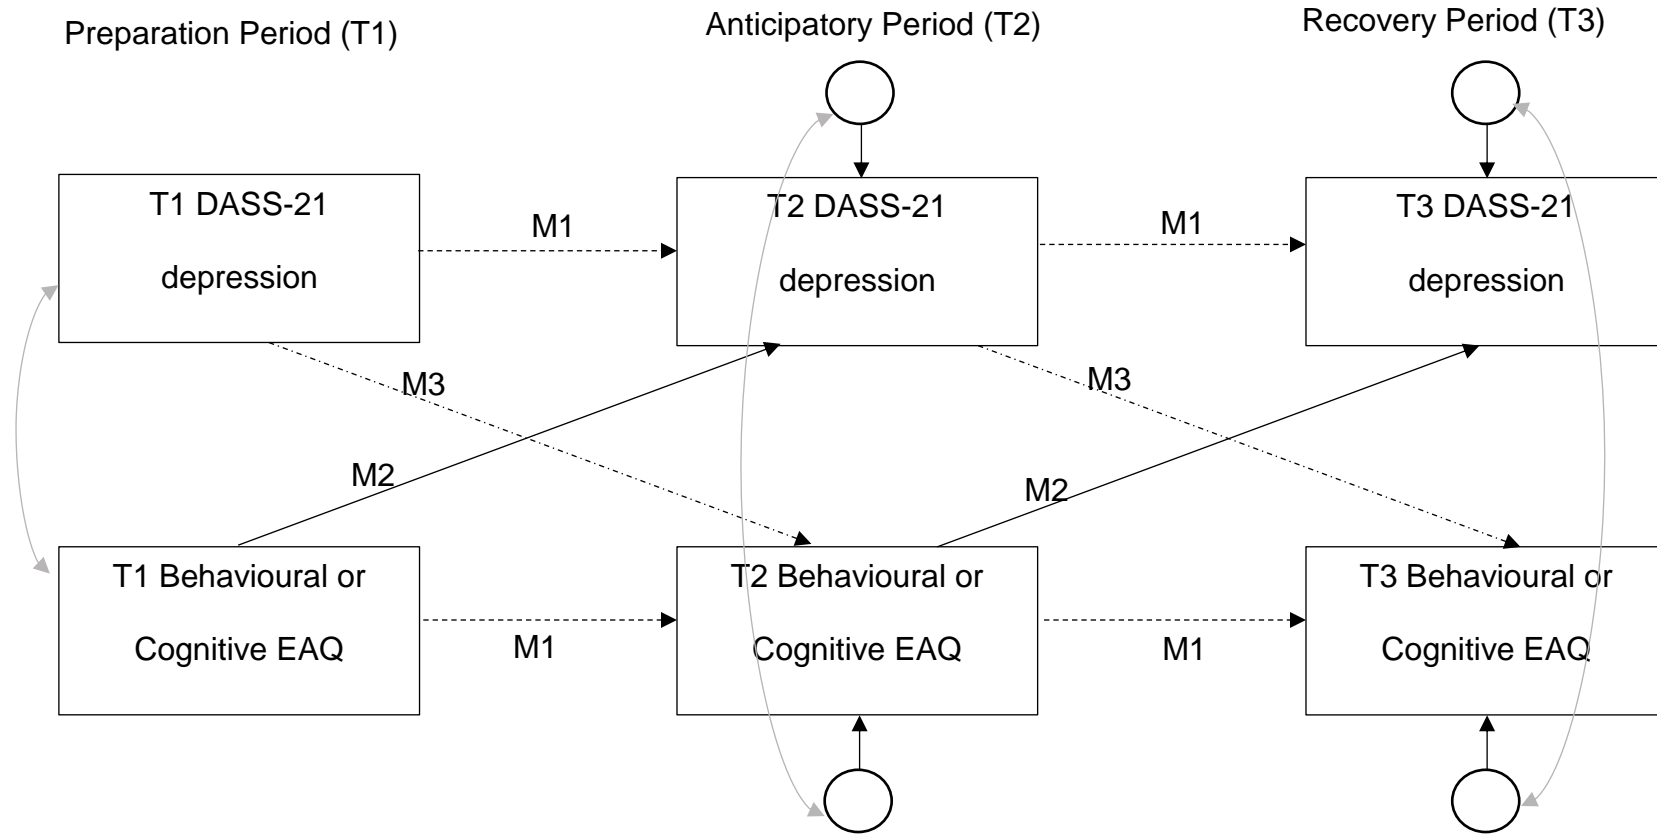 Preparation Period (T1)
Anticipatory Period (T2)
Recovery Period (T3)
T1 DASS-21
depression
M1
T2 DASS-21
depression
M1
T3 DASS-21
depression
M3
M3
M2
M2
T1 Behavioural or
Cognitive EAQ
M1
T2 Behavioural or
Cognitive EAQ
M1
T3 Behavioural or
Cognitive EAQ